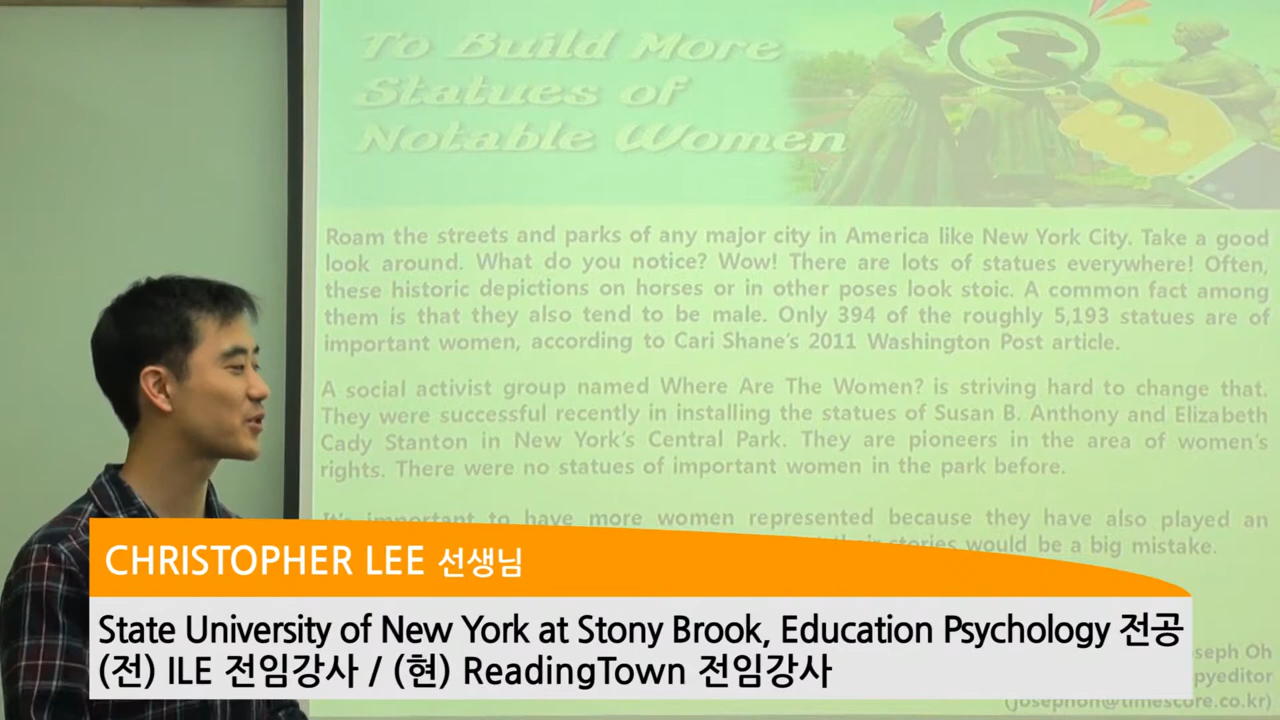 To Build More
Statues of
Notable Women
Roam the streets and parks of any major city in America like New York City. Take a good
look around. What do you notice? Wow! There are lots of statues everywhere! Often,
these historic depictions on horses or in other poses look stoic. A common fact among
them is that they also tend to be male. Only 394 of the roughly 5,193 statues are of
important women, according to Cari Shane's 2011 Washington Post article.
A social activist group named Where Are The Women? is striving hard to change that.
They were successful recently in installing the statues of Susan B. Anthony and Elizabeth
Cady Stanton in New York's Central Park. They are pioneers in the area of women's
rights. There were no statues of important women in the park before.
It's important to have more women represented because they have also played an
their stories would be a big mistake.
CHRISTOPHER LEE 선생님
State University of New York at Stony Brook, Education Psychology 전공
(전) ILE 전임강사 / (현) ReadingTown 전임강사
seph Oh
pyeditor
(josephoh@timescore.co.kr)